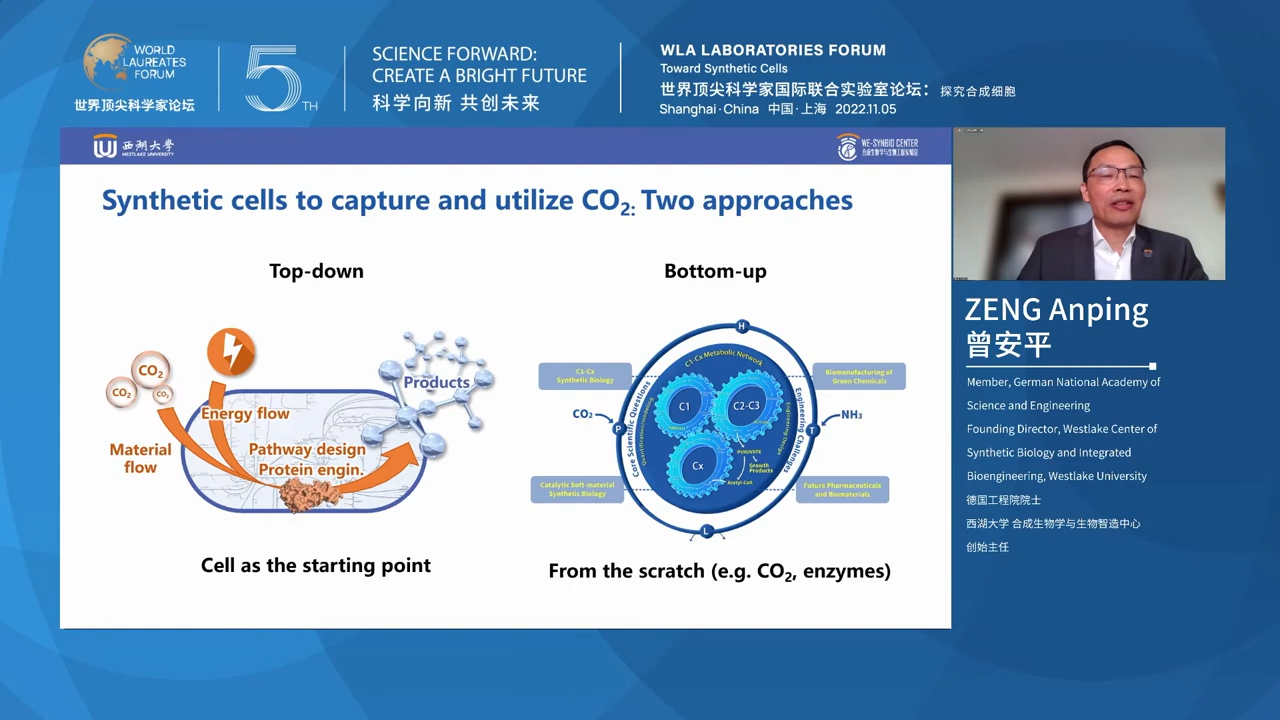 WORLD
LAUREATES
FORUM
世界顶尖科学家论坛
5TH
SCIENCE FORWARD:
CREATE A BRIGHT FUTURE
科学向新 共创未来
WLA LABORATORIES FORUM
Toward Synthetic Cells
世界顶尖科学家国际联合实验室论坛：探究合成细胞
Shanghai·China 中国·上海 2022.11.05
西湖大學
WESTLAKE UNIVERSITY
WE-SYNBIO CENTER
Synthetic cells to capture and utilize CO2: Two approaches
Top-down
CO2
CO2
CO2
Energy flow
Material
flow
Pathway design
Protein engin.
Products
Cell as the starting point
Bottom-up
H
C1-Cx Metabolic Network
C1-Cx
Synthetic Biology
Biomanufacturing of
Green Chemicals
CO2
NH3
P
T
L
Core Scientific Questions
Engineering Challenges
Engineering Design
C1
C2-C3
Cx
PYRUVATE
Growth
Products
Acetyl-CoA
Catalytic Soft-material
Synthetic Biology
Future Pharmaceuticals
and Biomaterials
From the scratch (e.g. CO2, enzymes)
ZENG Anping
曾安平
Member, German National Academy of
Science and Engineering
Founding Director, Westlake Center of
Synthetic Biology and Integrated
Bioengineering, Westlake University
德国工程院院士
西湖大学 合成生物学与生物智造中心
创始主任